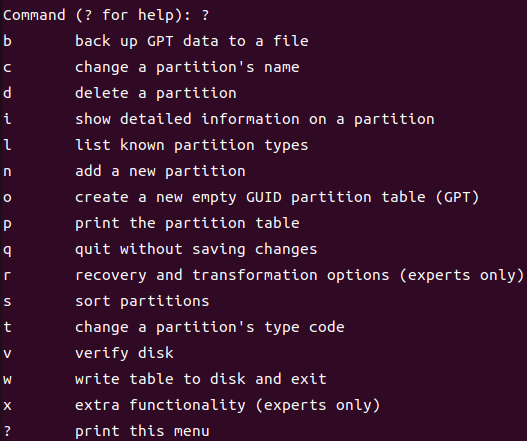 Command (? for help): ?
b       back up GPT data to a file
c       change a partition's name
d       delete a partition
i       show detailed information on a partition
l       list known partition types
n       add a new partition
o       create a new empty GUID partition table (GPT)
p       print the partition table
q       quit without saving changes
r       recovery and transformation options (experts only)
s       sort partitions
t       change a partition's type code
v       verify disk
w       write table to disk and exit
x       extra functionality (experts only)
?       print this menu